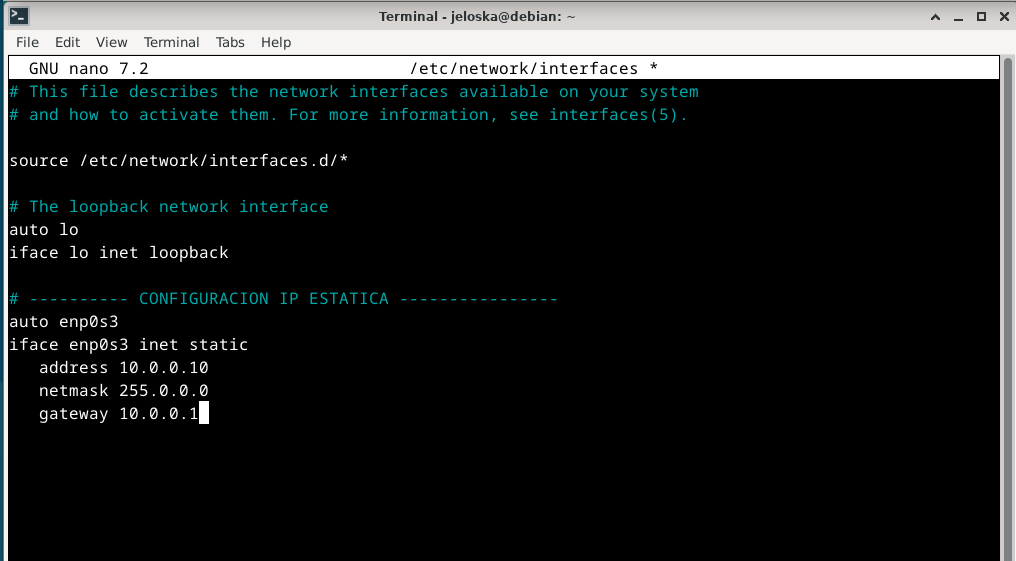 Terminal - jeloska@debian: ~
File Edit View Terminal Tabs Help
GNU nano 7.2 /etc/network/interfaces *
# This file describes the network interfaces available on your system
# and how to activate them. For more information, see interfaces(5).
source /etc/network/interfaces.d/*
# The loopback network interface
auto lo
iface lo inet loopback
# ---------- CONFIGURACION IP ESTATICA ----------------
auto enp0s3
iface enp0s3 inet static
address 10.0.0.10
netmask 255.0.0.0
gateway 10.0.0.1